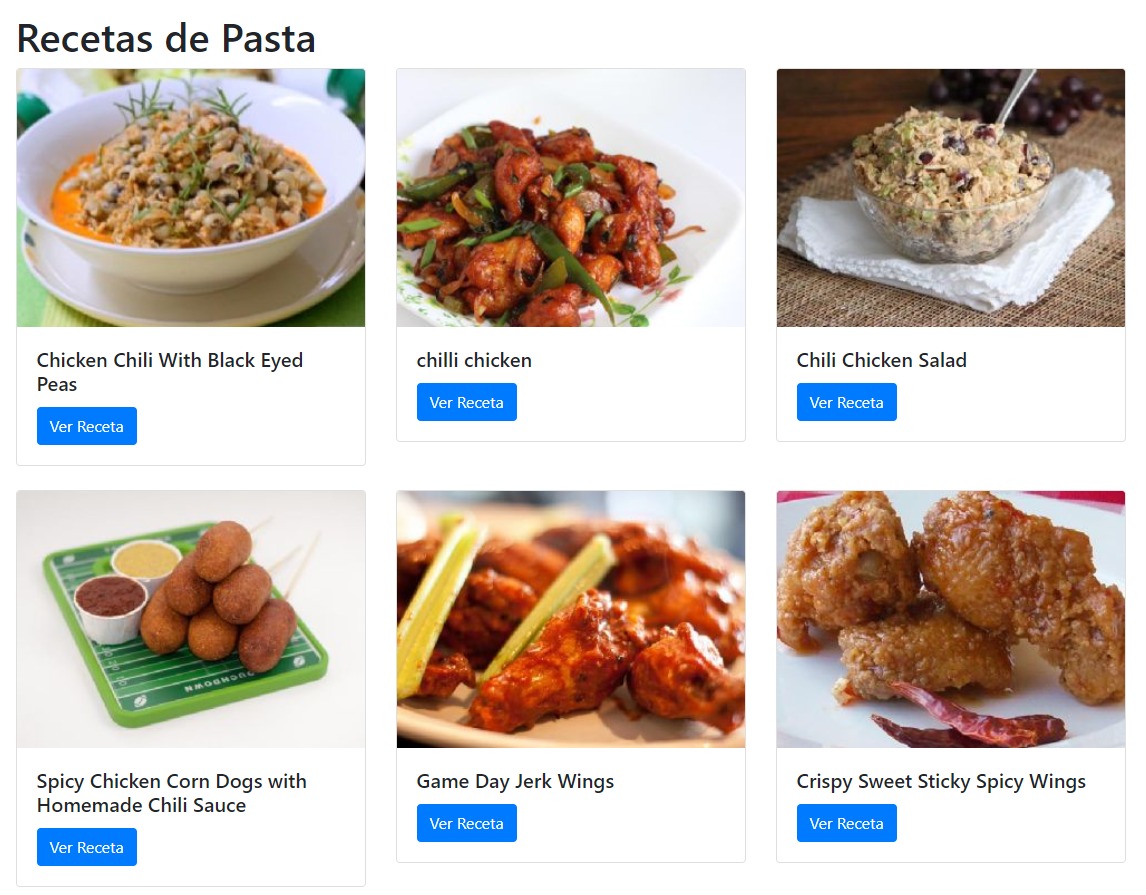 Recetas de Pasta
Chicken Chili With Black Eyed
Peas
Ver Receta
chilli chicken
Ver Receta
Chili Chicken Salad
Ver Receta
TOUCHDOWN
Spicy Chicken Corn Dogs with
Homemade Chili Sauce
Ver Receta
Game Day Jerk Wings
Ver Receta
Crispy Sweet Sticky Spicy Wings
Ver Receta